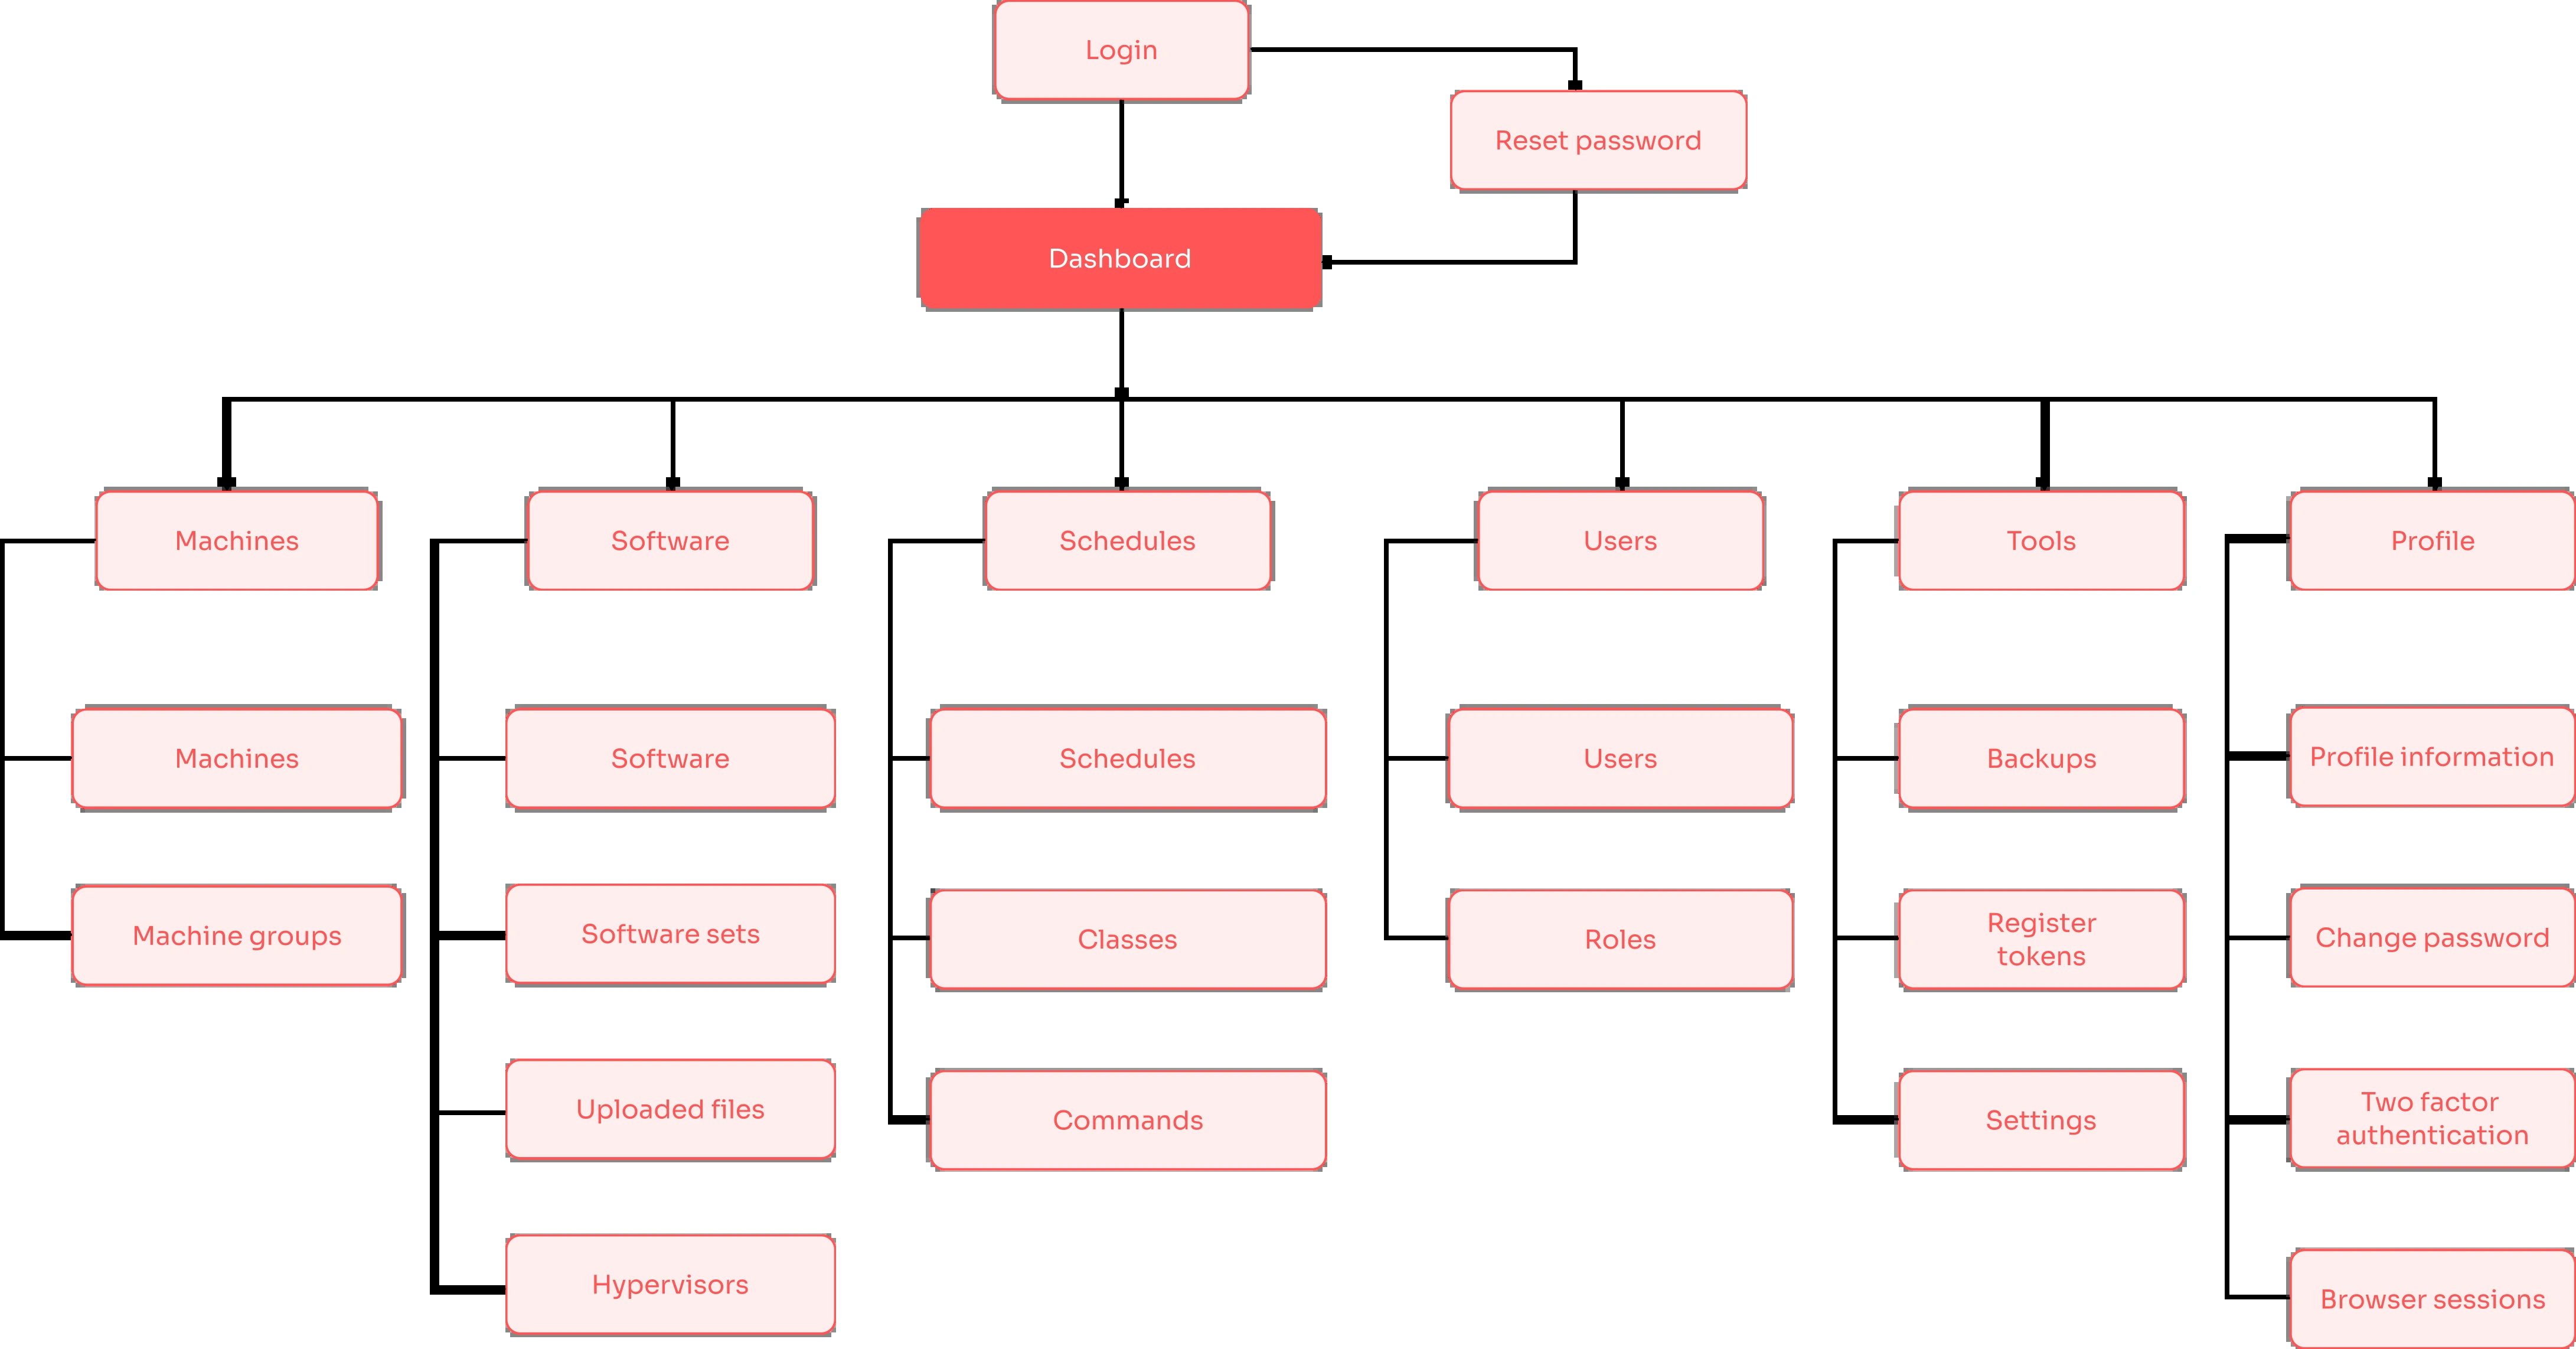 Login
Reset password
Dashboard
Machines
Software
Schedules
Users
Tools
Profile
Machines
Software
Schedules
Users
Backups
Profile information
Machine groups
Software sets
Classes
Roles
Register
tokens
Change password
Uploaded files
Commands
Settings
Two factor
authentication
Hypervisors
Browser sessions